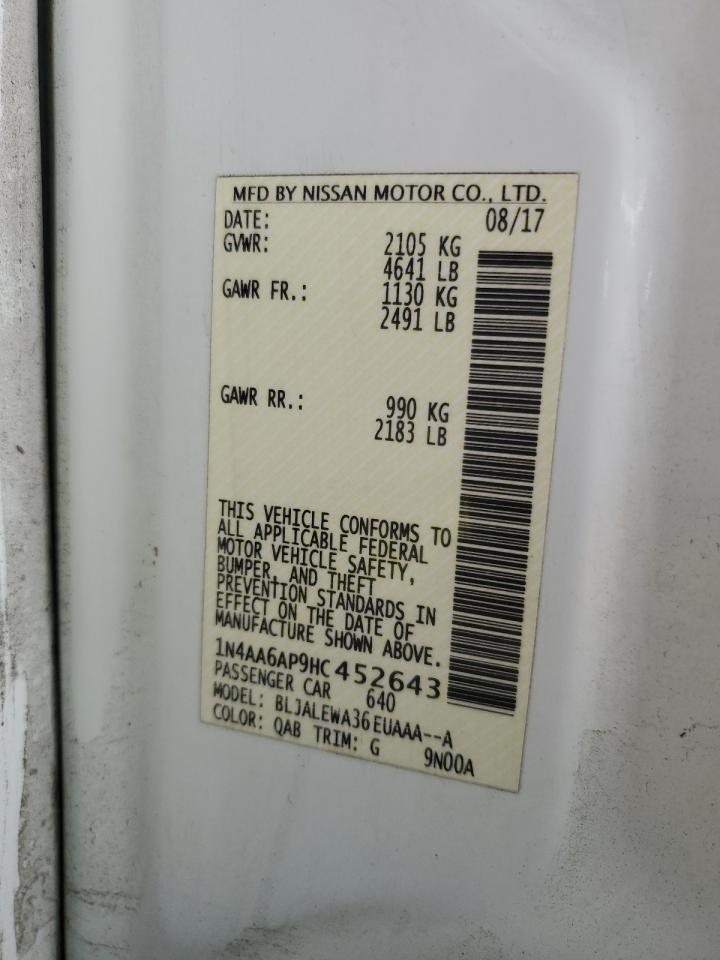 MFD BY NISSAN MOTOR CO., LTD.
DATE: 08/17
GVWR: 2105 KG
4641 LB
GAWR FR.: 1130 KG
2491 LB
GAWR RR.: 990 KG
2183 LB
THIS VEHICLE CONFORMS TO
ALL APPLICABLE FEDERAL
MOTOR VEHICLE SAFETY,
BUMPER, AND THEFT
PREVENTION STANDARDS IN
EFFECT ON THE DATE OF
MANUFACTURE SHOWN ABOVE.
1N4AA6AP9HC452643
PASSENGER CAR 640
MODEL: BLJALEWA36EUAAA--A
COLOR: QAB TRIM: G 9N00A